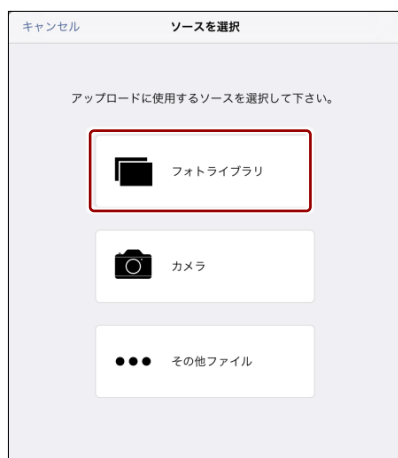 キャンセル ソースを選択
アップロードに使用するソースを選択して下さい。
フォトライブラリ
カメラ
その他ファイル